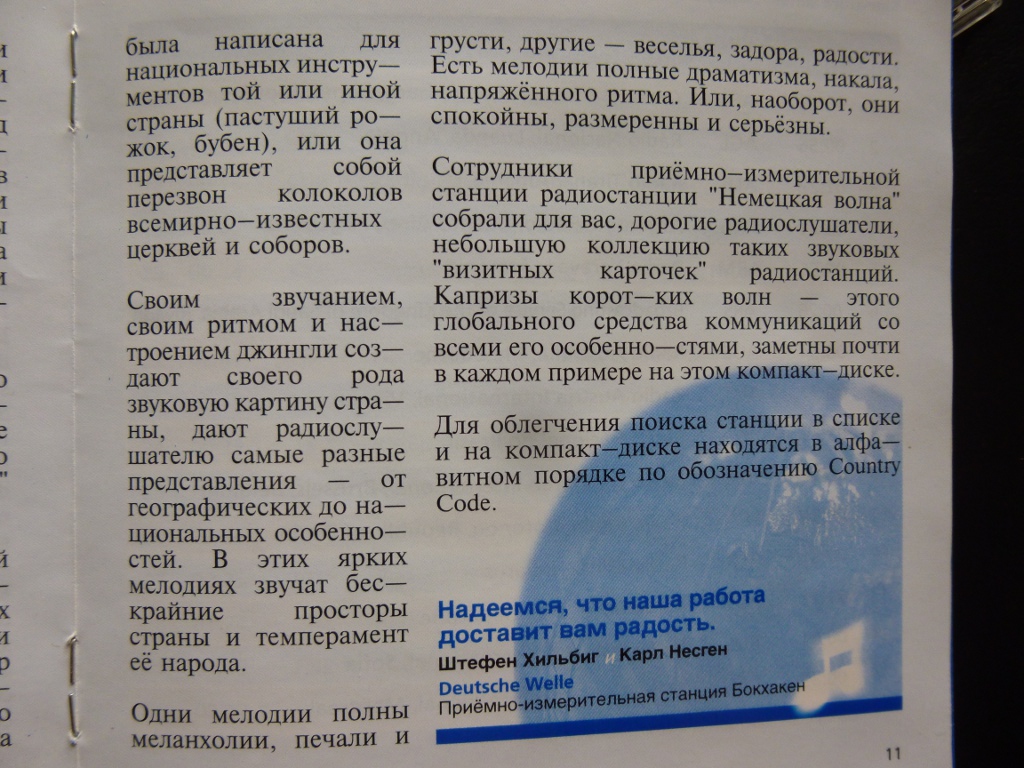 была написана для
национальных инстру—
ментов той или иной
страны (пастуший ро—
жок, бубен), или она
представляет собой
перезвон колоколов
всемирно—известных
церквей и соборов.
Своим звучанием,
своим ритмом и нас—
троением джингли соз—
дают своего рода
звуковую картину стра—
ны, дают радиослу—
шателю самые разные
представления — от
географических до на—
циональных особенно—
стей. В этих ярких
мелодиях звучат бес—
крайние просторы
страны и темперамент
её народа.
Одни мелодии полны
меланхолии, печали и
грусти, другие — веселья, задора, радости.
Есть мелодии полные драматизма, накала,
напряжённого ритма. Или, наоборот, они
спокойны, размеренны и серьёзны.
Сотрудники приёмно—измерительной
станции радиостанции "Немецкая волна"
собрали для вас, дорогие радиослушатели,
небольшую коллекцию таких звуковых
"визитных карточек" радиостанций.
Капризы корот—ких волн — этого
глобального средства коммуникаций со
всеми его особенно—стями, заметны почти
в каждом примере на этом компакт—диске.
Для облегчения поиска станции в списке
и на компакт—диске находятся в алфа—
витном порядке по обозначению Country
Code.
Надеемся, что наша работа
доставит вам радость.
Штефен Хильбиг и Карл Несген
Deutsche Welle
Приёмно-измерительная станция Бокхакен
11